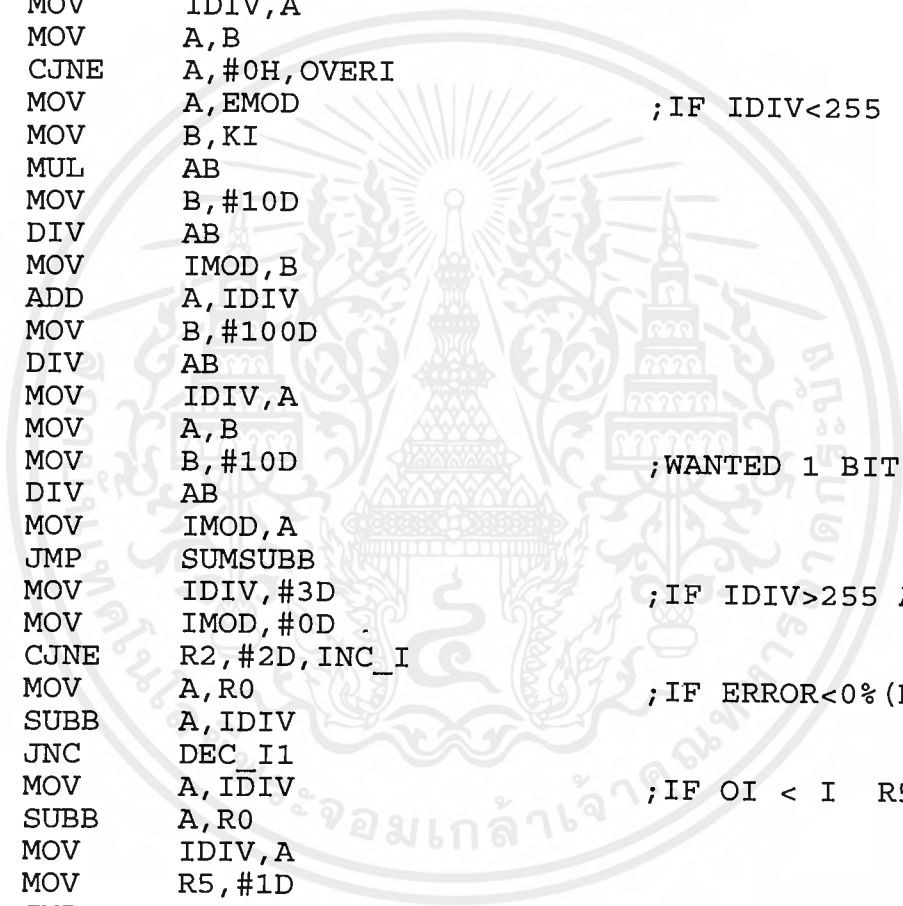 MOV IDIV,A
MOV A,B
CJNE A,#0H,OVERI
MOV A,EMOD ;IF IDIV<255
MOV B,KI
MUL AB
MOV B,#10D
DIV AB
MOV IMOD,B
ADD A,IDIV
MOV B,#100D
DIV AB
MOV IDIV,A
MOV A,B
MOV B,#10D ;WANTED 1 BIT
DIV AB
MOV IMOD,A
JMP SUMSUBB
MOV IDIV,#3D ;IF IDIV>255
MOV IMOD,#0D
CJNE R2,#2D,INC_I
MOV A,R0 ;IF ERROR<0%(
SUBB A,IDIV
JNC DEC_I1
MOV A,IDIV ;IF OI < I R5
SUBB A,R0
MOV IDIV,A
MOV R5,#1D